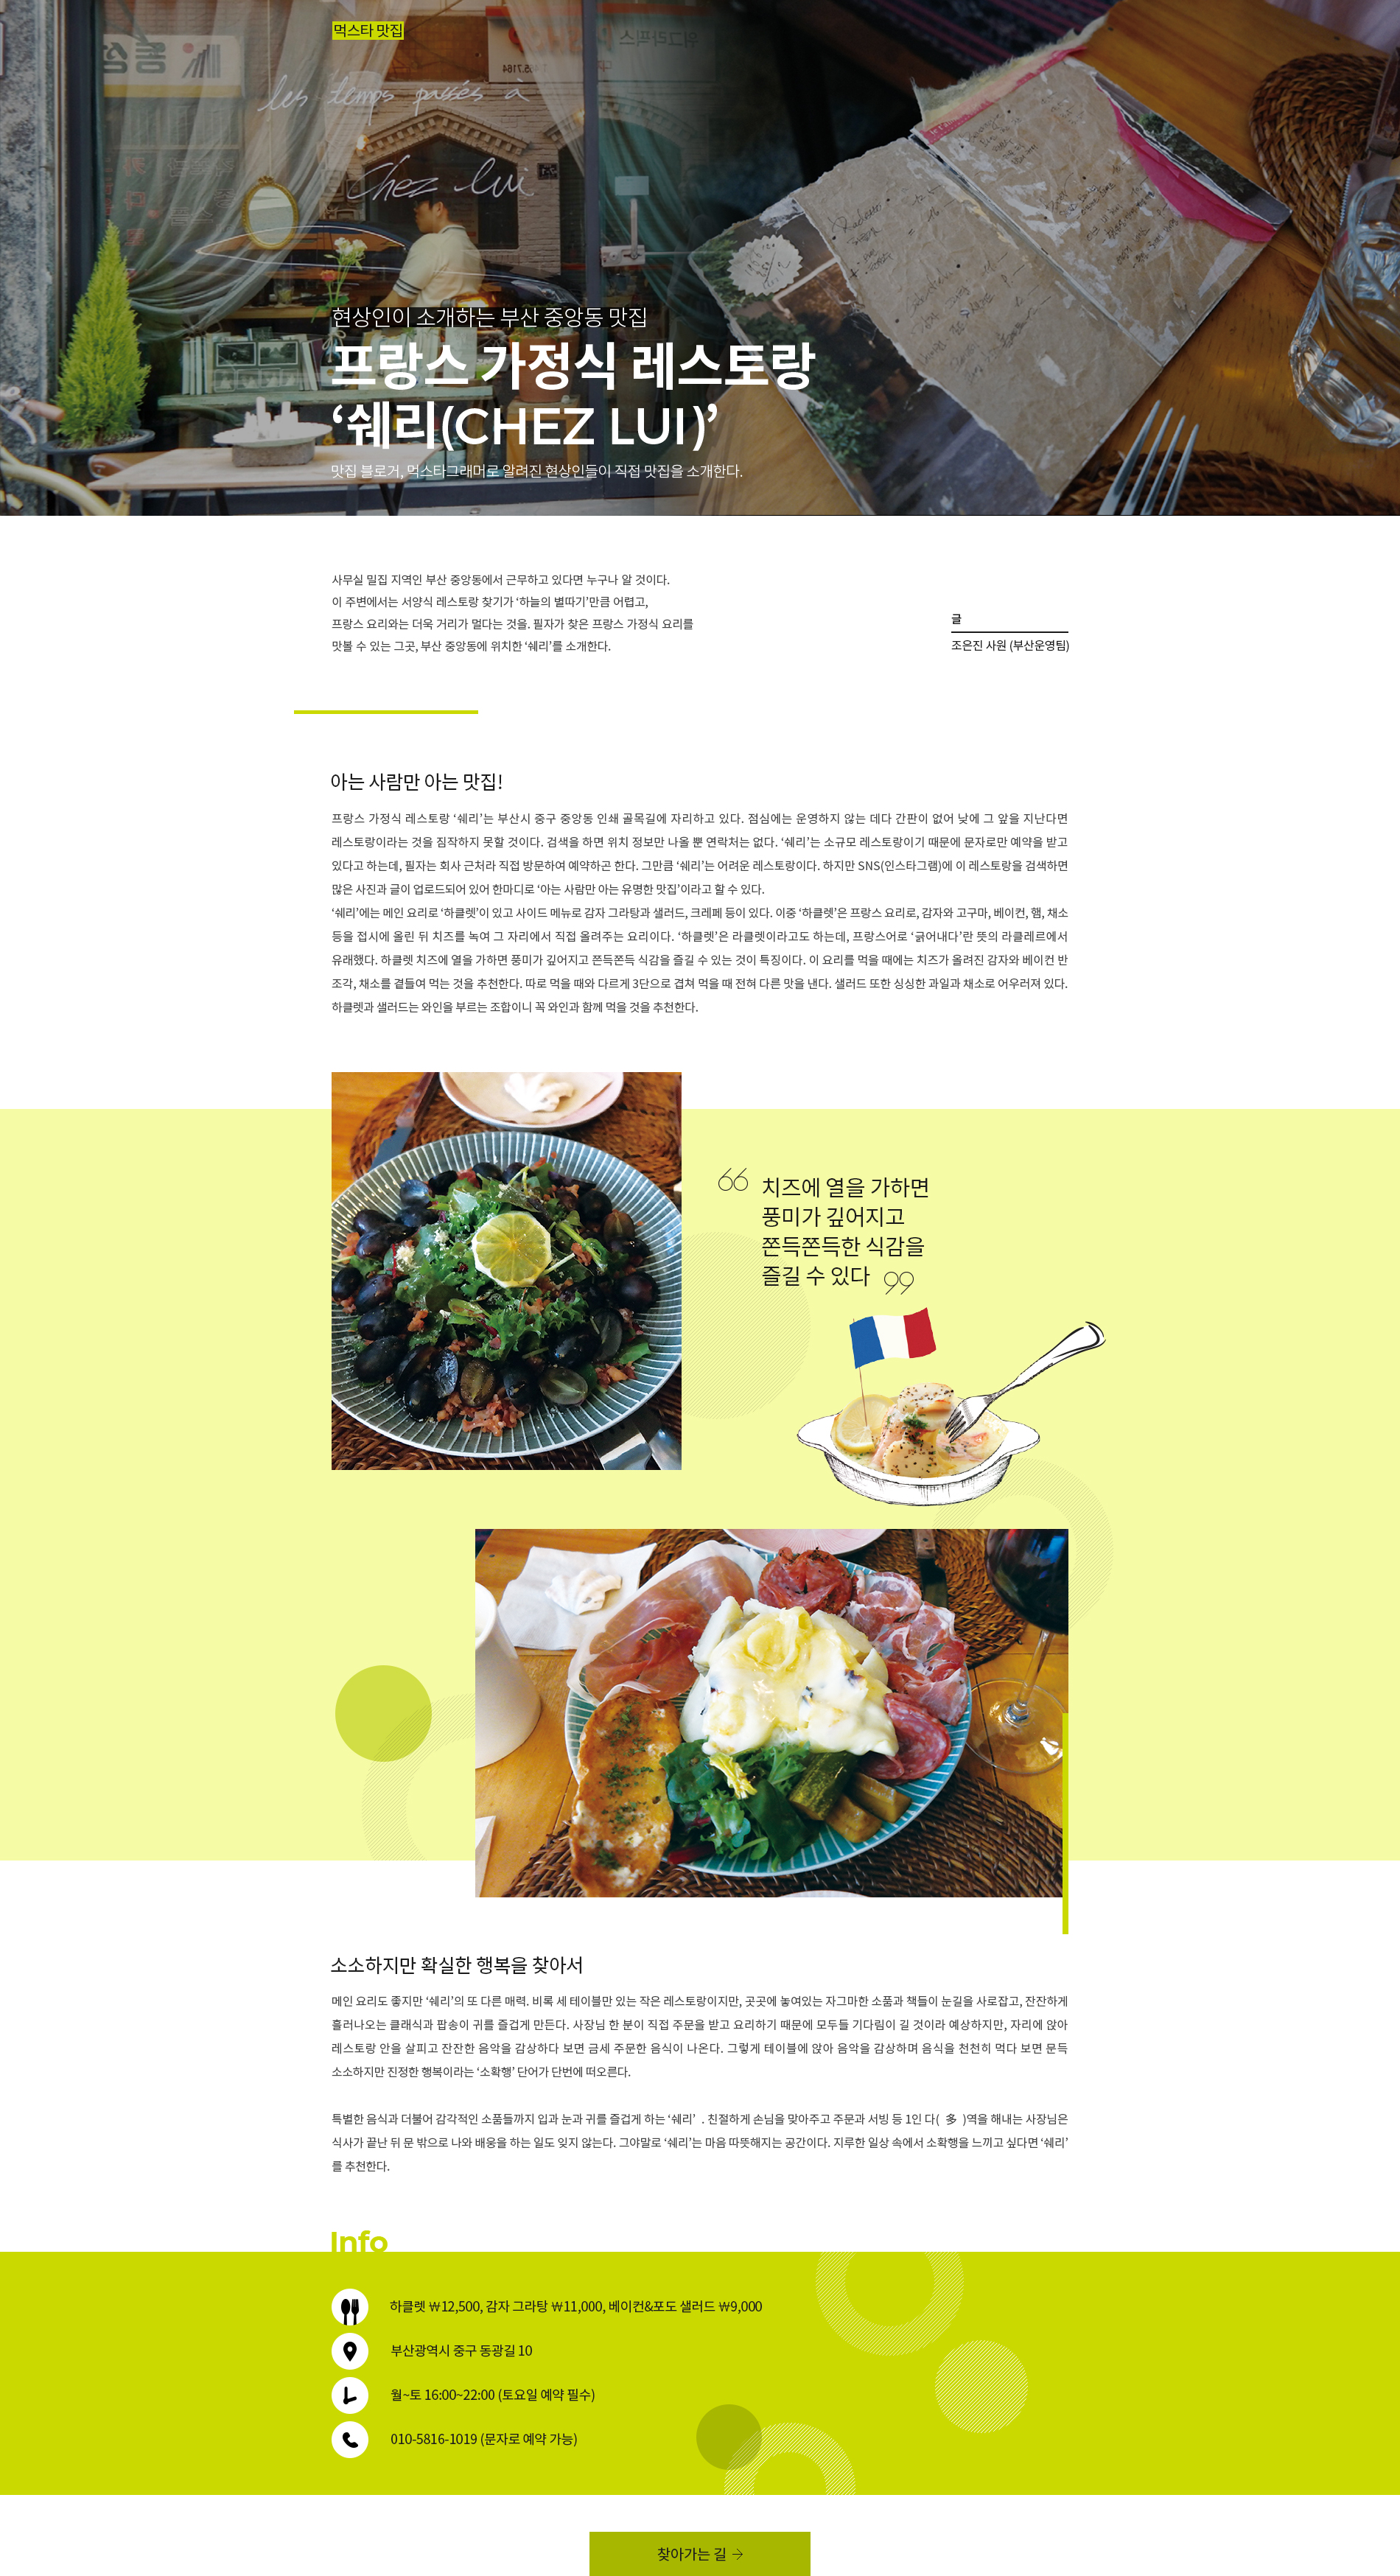 먹스타 맛집
les temps passés à
Chez lui
현상인이 소개하는 부산 중앙동 맛집
프랑스 가정식 레스토랑
‘쉐리(CHEZ LUI)’
맛집 블로거, 먹스타그래머로 알려진 현상인들이 직접 맛집을 소개한다.
사무실 밀집 지역인 부산 중앙동에서 근무하고 있다면 누구나 알 것이다.
이 주변에서는 서양식 레스토랑 찾기가 ‘하늘의 별따기’만큼 어렵고,
프랑스 요리와는 더욱 거리가 멀다는 것을. 필자가 찾은 프랑스 가정식 요리를
맛볼 수 있는 그곳, 부산 중앙동에 위치한 ‘쉐리’를 소개한다.
글
조은진 사원 (부산운영팀)
아는 사람만 아는 맛집!
프랑스 가정식 레스토랑 ‘쉐리’는 부산시 중구 중앙동 인쇄 골목길에 자리하고 있다. 점심에는 운영하지 않는 데다 간판이 없어 낮에 그 앞을 지난다면
레스토랑이라는 것을 짐작하지 못할 것이다. 검색을 하면 위치 정보만 나올 뿐 연락처는 없다. ‘쉐리’는 소규모 레스토랑이기 때문에 문자로만 예약을 받고
있다고 하는데, 필자는 회사 근처라 직접 방문하여 예약하곤 한다. 그만큼 ‘쉐리’는 어려운 레스토랑이다. 하지만 SNS(인스타그램)에 이 레스토랑을 검색하면
많은 사진과 글이 업로드되어 있어 한마디로 ‘아는 사람만 아는 유명한 맛집’이라고 할 수 있다.
‘쉐리’에는 메인 요리로 ‘하클렛’이 있고 사이드 메뉴로 감자 그라탕과 샐러드, 크레페 등이 있다. 이중 ‘하클렛’은 프랑스 요리로, 감자와 고구마, 베이컨, 햄, 채소
등을 접시에 올린 뒤 치즈를 녹여 그 자리에서 직접 올려주는 요리이다. ‘하클렛’은 라클렛이라고도 하는데, 프랑스어로 ‘긁어내다’란 뜻의 라클레르에서
유래했다. 하클렛 치즈에 열을 가하면 풍미가 깊어지고 쫀득쫀득 식감을 즐길 수 있는 것이 특징이다. 이 요리를 먹을 때에는 치즈가 올려진 감자와 베이컨 반
조각, 채소를 곁들여 먹는 것을 추천한다. 따로 먹을 때와 다르게 3단으로 겹쳐 먹을 때 전혀 다른 맛을 낸다. 샐러드 또한 싱싱한 과일과 채소로 어우러져 있다.
하클렛과 샐러드는 와인을 부르는 조합이니 꼭 와인과 함께 먹을 것을 추천한다.
“ 치즈에 열을 가하면
풍미가 깊어지고
쫀득쫀득한 식감을
즐길 수 있다 ”
소소하지만 확실한 행복을 찾아서
메인 요리도 좋지만 ‘쉐리’의 또 다른 매력. 비록 세 테이블만 있는 작은 레스토랑이지만, 곳곳에 놓여있는 자그마한 소품과 책들이 눈길을 사로잡고, 잔잔하게
흘러나오는 클래식과 팝송이 귀를 즐겁게 만든다. 사장님 한 분이 직접 주문을 받고 요리하기 때문에 모두들 기다림이 길 것이라 예상하지만, 자리에 앉아
레스토랑 안을 살피고 잔잔한 음악을 감상하다 보면 금세 주문한 음식이 나온다. 그렇게 테이블에 앉아 음악을 감상하며 음식을 천천히 먹다 보면 문득
소소하지만 진정한 행복이라는 ‘소확행’ 단어가 단번에 떠오른다.
특별한 음식과 더불어 감각적인 소품들까지 입과 눈과 귀를 즐겁게 하는 ‘쉐리’ . 친절하게 손님을 맞아주고 주문과 서빙 등 1인 다( 多 )역을 해내는 사장님은
식사가 끝난 뒤 문 밖으로 나와 배웅을 하는 일도 잊지 않는다. 그야말로 ‘쉐리’는 마음 따뜻해지는 공간이다. 지루한 일상 속에서 소확행을 느끼고 싶다면 ‘쉐리’
를 추천한다.
Info
하클렛 ₩12,500, 감자 그라탕 ₩11,000, 베이컨&포도 샐러드 ₩9,000
부산광역시 중구 동광길 10
월~토 16:00~22:00 (토요일 예약 필수)
010-5816-1019 (문자로 예약 가능)
찾아가는 길 →